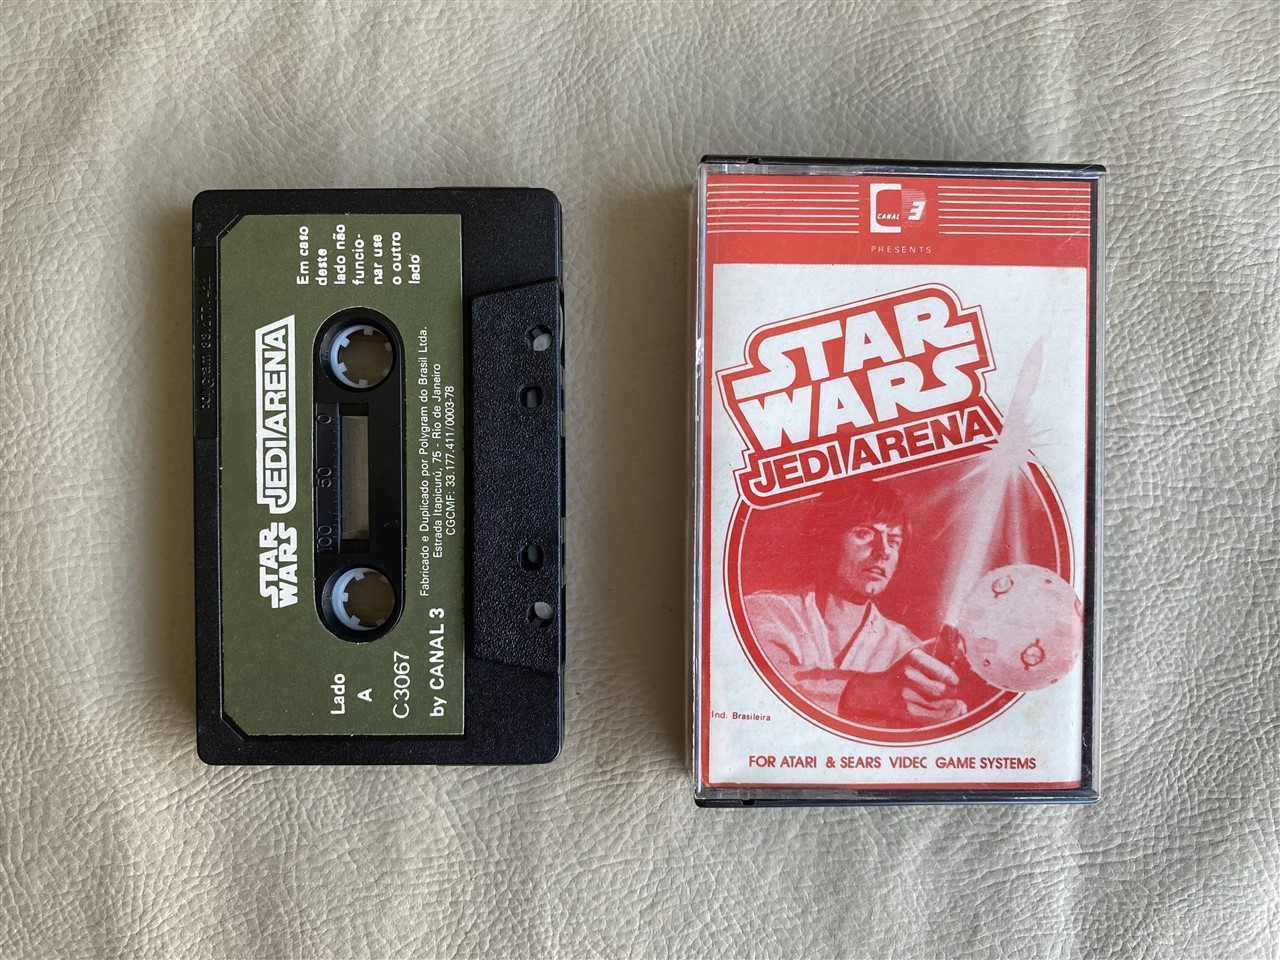 STAR
WARS
JEDI ARENA
Em caso
deste
lado não
funcio-
nar use
o outro
lado
100 50 0
Fabricado e Duplicado por Polygram do Brasil Ltda.
Estrada Itapicurú, 75 - Rio de Janeiro
CGCMF: 33.177.411/0003-78
Lado
A
C3067
by CANAL 3
CANAL 3
PRESENTS
STAR
WARS
JEDI ARENA
Ind. Brasileira
FOR ATARI & SEARS VIDEC GAME SYSTEMS